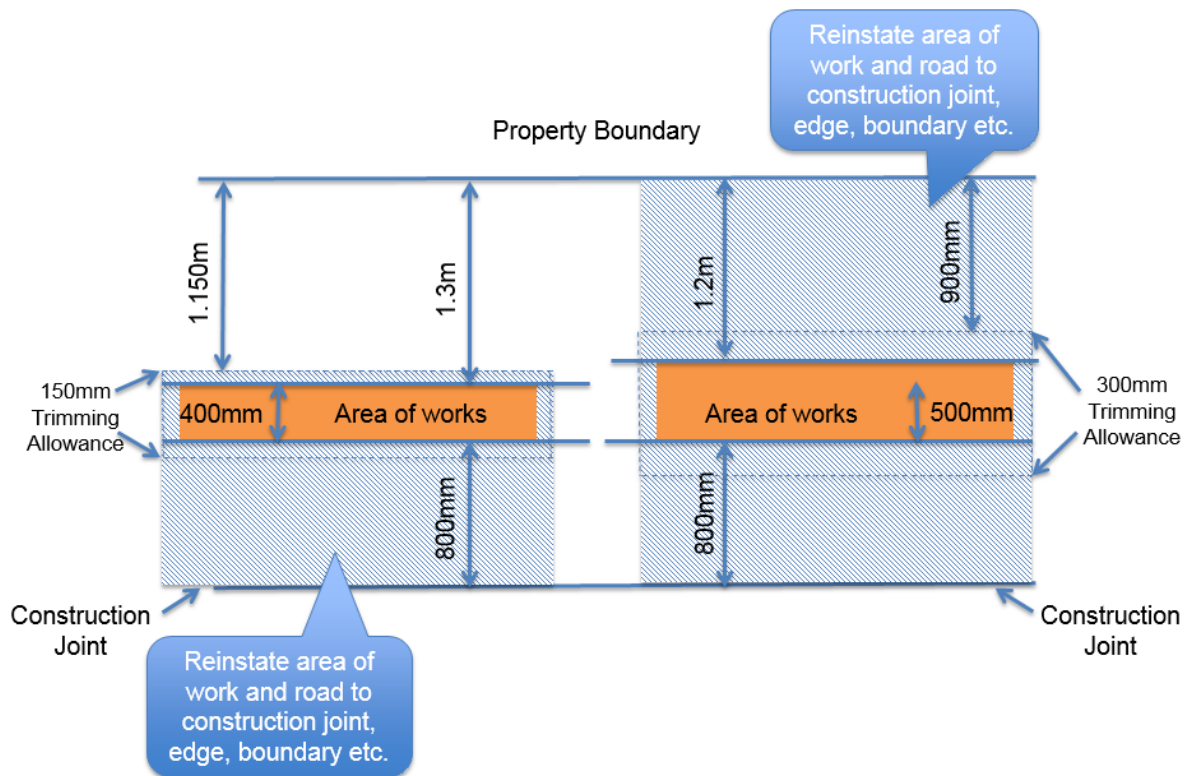 Reinstate area of
work and road to
construction joint,
edge, boundary etc.
Property Boundary
1.150m
1.3m
1.2m
900mm
150mm
Trimming
Allowance
400mm
Area of works
Area of works
500mm
300mm
Trimming
Allowance
800mm
800mm
Construction
Joint
Construction
Joint
Reinstate area of
work and road to
construction joint,
edge, boundary etc.